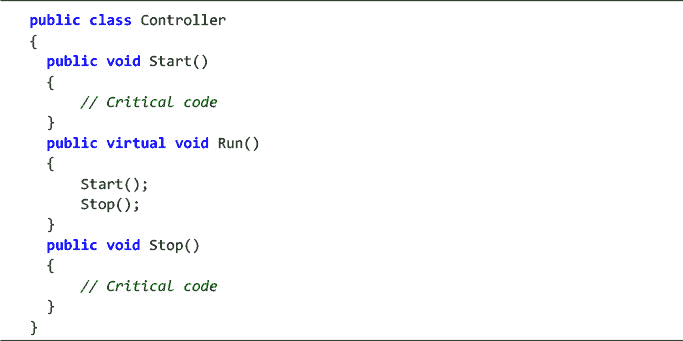 public class Controller
{
  public void Start()
  {
      // Critical code
  }
  public virtual void Run()
  {
      Start();
      Stop();
  }
  public void Stop()
  {
      // Critical code
  }
}